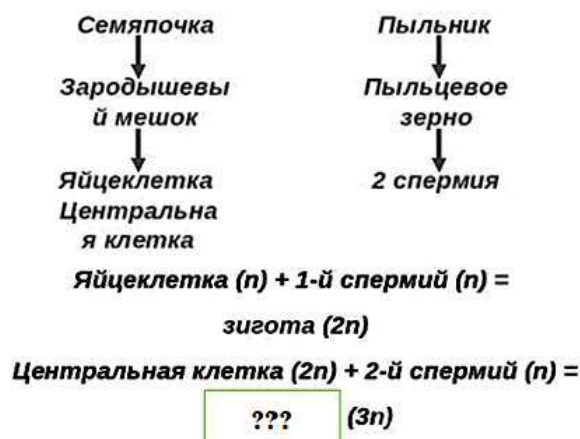 Семяпочка
Зародышевы
й мешок
Яйцеклетка
Центральна
я клетка
Пыльник
Пыльцевое
зерно
2 спермия
Яйцеклетка (n) + 1-й спермий (n) =
зигота (2n)
Центральная клетка (2n) + 2-й спермий (n) =
??? (3n)